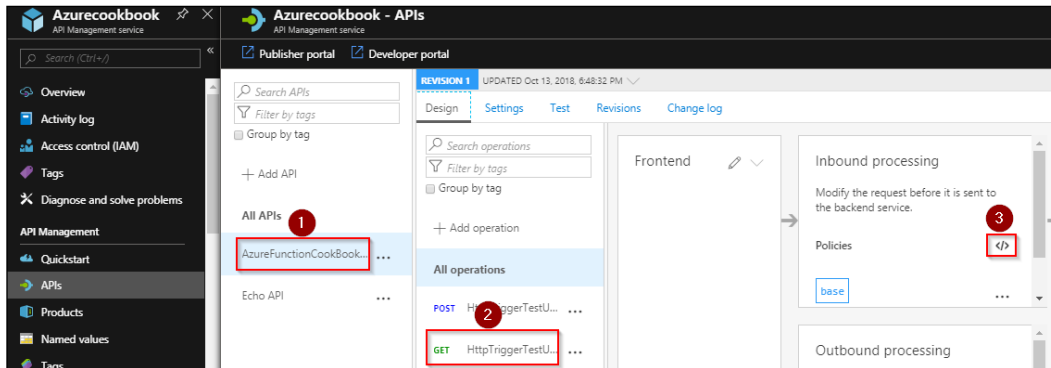 Azurecookbook
API Management service
Search (Ctrl+/)
Overview
Activity log
Access control (IAM)
Tags
Diagnose and solve problems
API Management
Quickstart
APIs
Products
Named values
Tags
Azurecookbook - APIs
API Management service
Publisher portal
Developer portal
Search APIs
Filter by tags
Group by tag
+ Add API
All APIs
1
AzureFunctionCookBook... ...
Echo API ...
REVISION 1 UPDATED Oct 13, 2018, 6:48:32 PM
Design Settings Test Revisions Change log
Search operations
Filter by tags
Group by tag
+ Add operation
All operations
POST HttpTriggerTestU... ...
2
GET HttpTriggerTestU... ...
Frontend
Inbound processing
Modify the request before it is sent to
the backend service.
3
Policies </>
base ...
Outbound processing